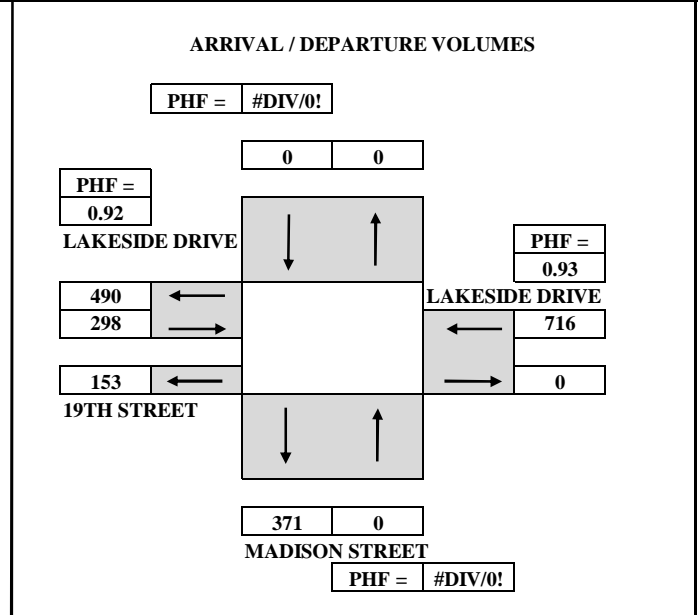 ARRIVAL / DEPARTURE VOLUMES
PHF = #DIV/0!
0 0
PHF =
0.92
LAKESIDE DRIVE
PHF =
0.93
490
LAKESIDE DRIVE
298
716
153
0
19TH STREET
371 0
MADISON STREET
PHF = #DIV/0!